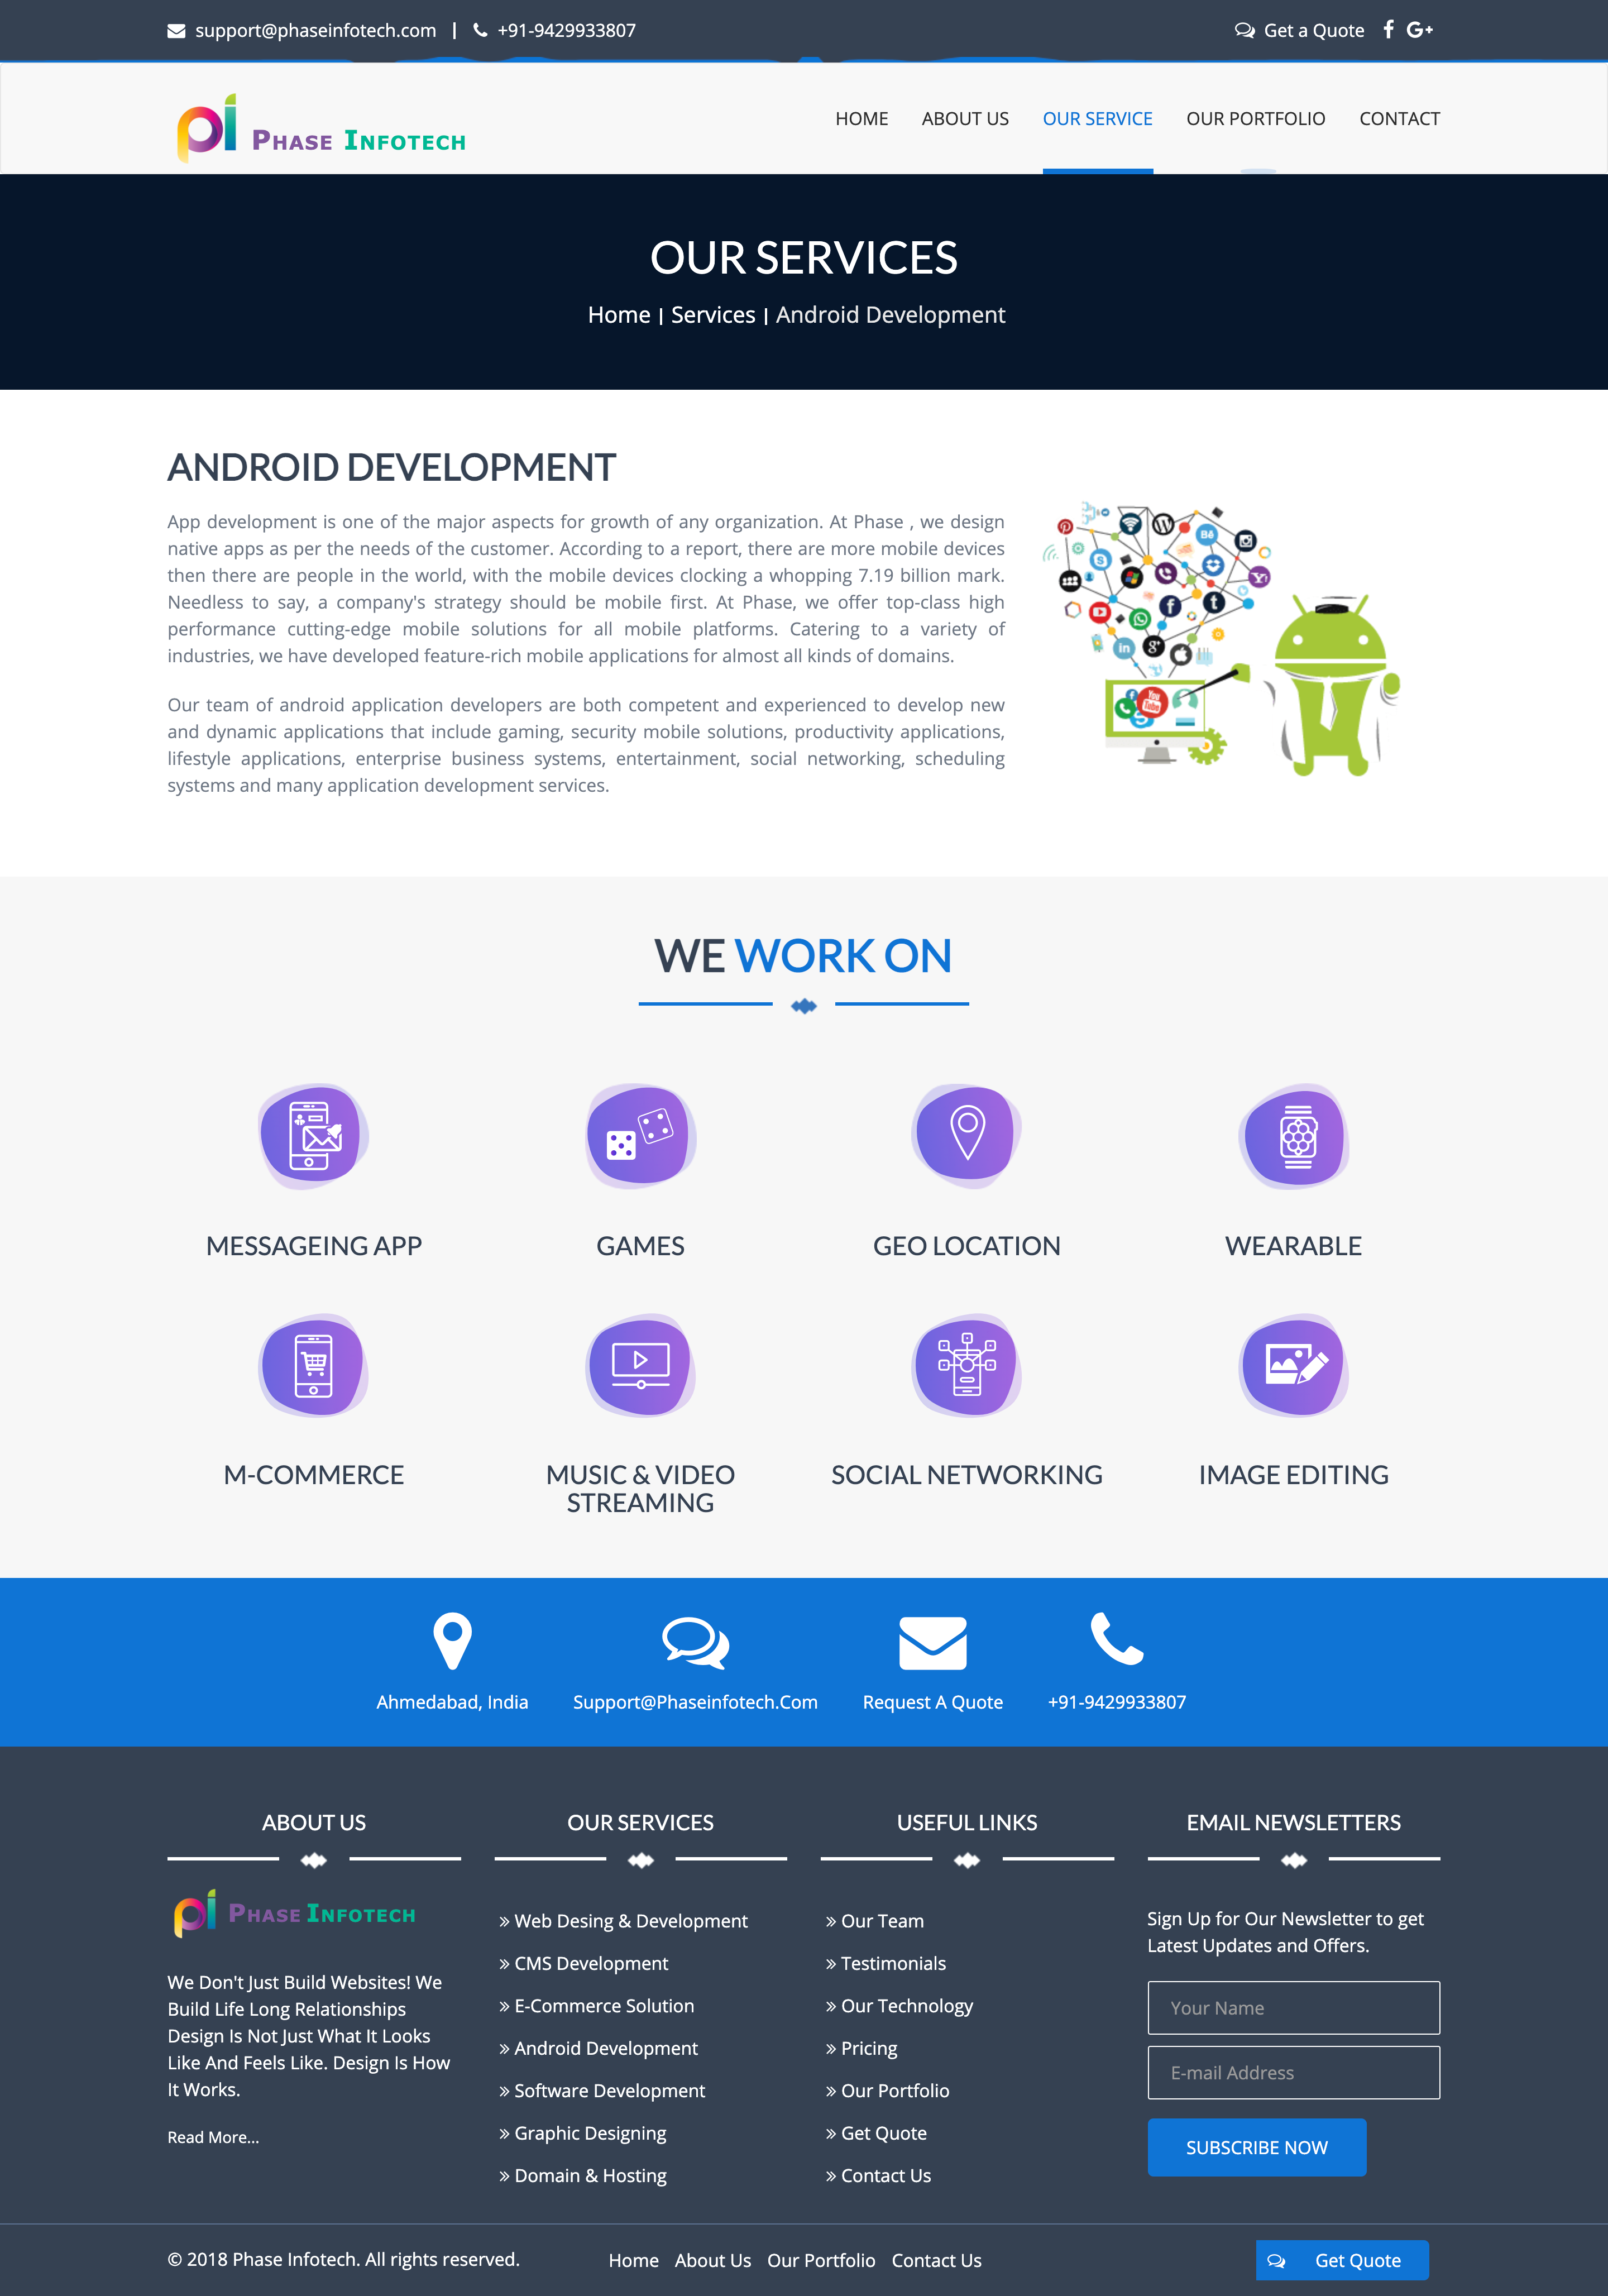 support@phaseinfotech.com | +91-9429933807
Get a Quote
PHASE INFOTECH
HOME ABOUT US OUR SERVICE OUR PORTFOLIO CONTACT
OUR SERVICES
Home | Services | Android Development
ANDROID DEVELOPMENT
App development is one of the major aspects for growth of any organization. At Phase , we design
native apps as per the needs of the customer. According to a report, there are more mobile devices
then there are people in the world, with the mobile devices clocking a whopping 7.19 billion mark.
Needless to say, a company's strategy should be mobile first. At Phase, we offer top-class high
performance cutting-edge mobile solutions for all mobile platforms. Catering to a variety of
industries, we have developed feature-rich mobile applications for almost all kinds of domains.
Our team of android application developers are both competent and experienced to develop new
and dynamic applications that include gaming, security mobile solutions, productivity applications,
lifestyle applications, enterprise business systems, entertainment, social networking, scheduling
systems and many application development services.
You
Tube
WE WORK ON
MESSAGEING APP
GAMES
GEO LOCATION
WEARABLE
M-COMMERCE
MUSIC & VIDEO
STREAMING
SOCIAL NETWORKING
IMAGE EDITING
Ahmedabad, India
Support@Phaseinfotech.Com
Request A Quote
+91-9429933807
ABOUT US
PHASE INFOTECH
We Don't Just Build Websites! We
Build Life Long Relationships
Design Is Not Just What It Looks
Like And Feels Like. Design Is How
It Works.
Read More...
OUR SERVICES
» Web Desing & Development
» CMS Development
» E-Commerce Solution
» Android Development
» Software Development
» Graphic Designing
» Domain & Hosting
USEFUL LINKS
» Our Team
» Testimonials
» Our Technology
» Pricing
» Our Portfolio
» Get Quote
» Contact Us
EMAIL NEWSLETTERS
Sign Up for Our Newsletter to get
Latest Updates and Offers.
Your Name
E-mail Address
SUBSCRIBE NOW
© 2018 Phase Infotech. All rights reserved.
Home About Us Our Portfolio Contact Us
Get Quote